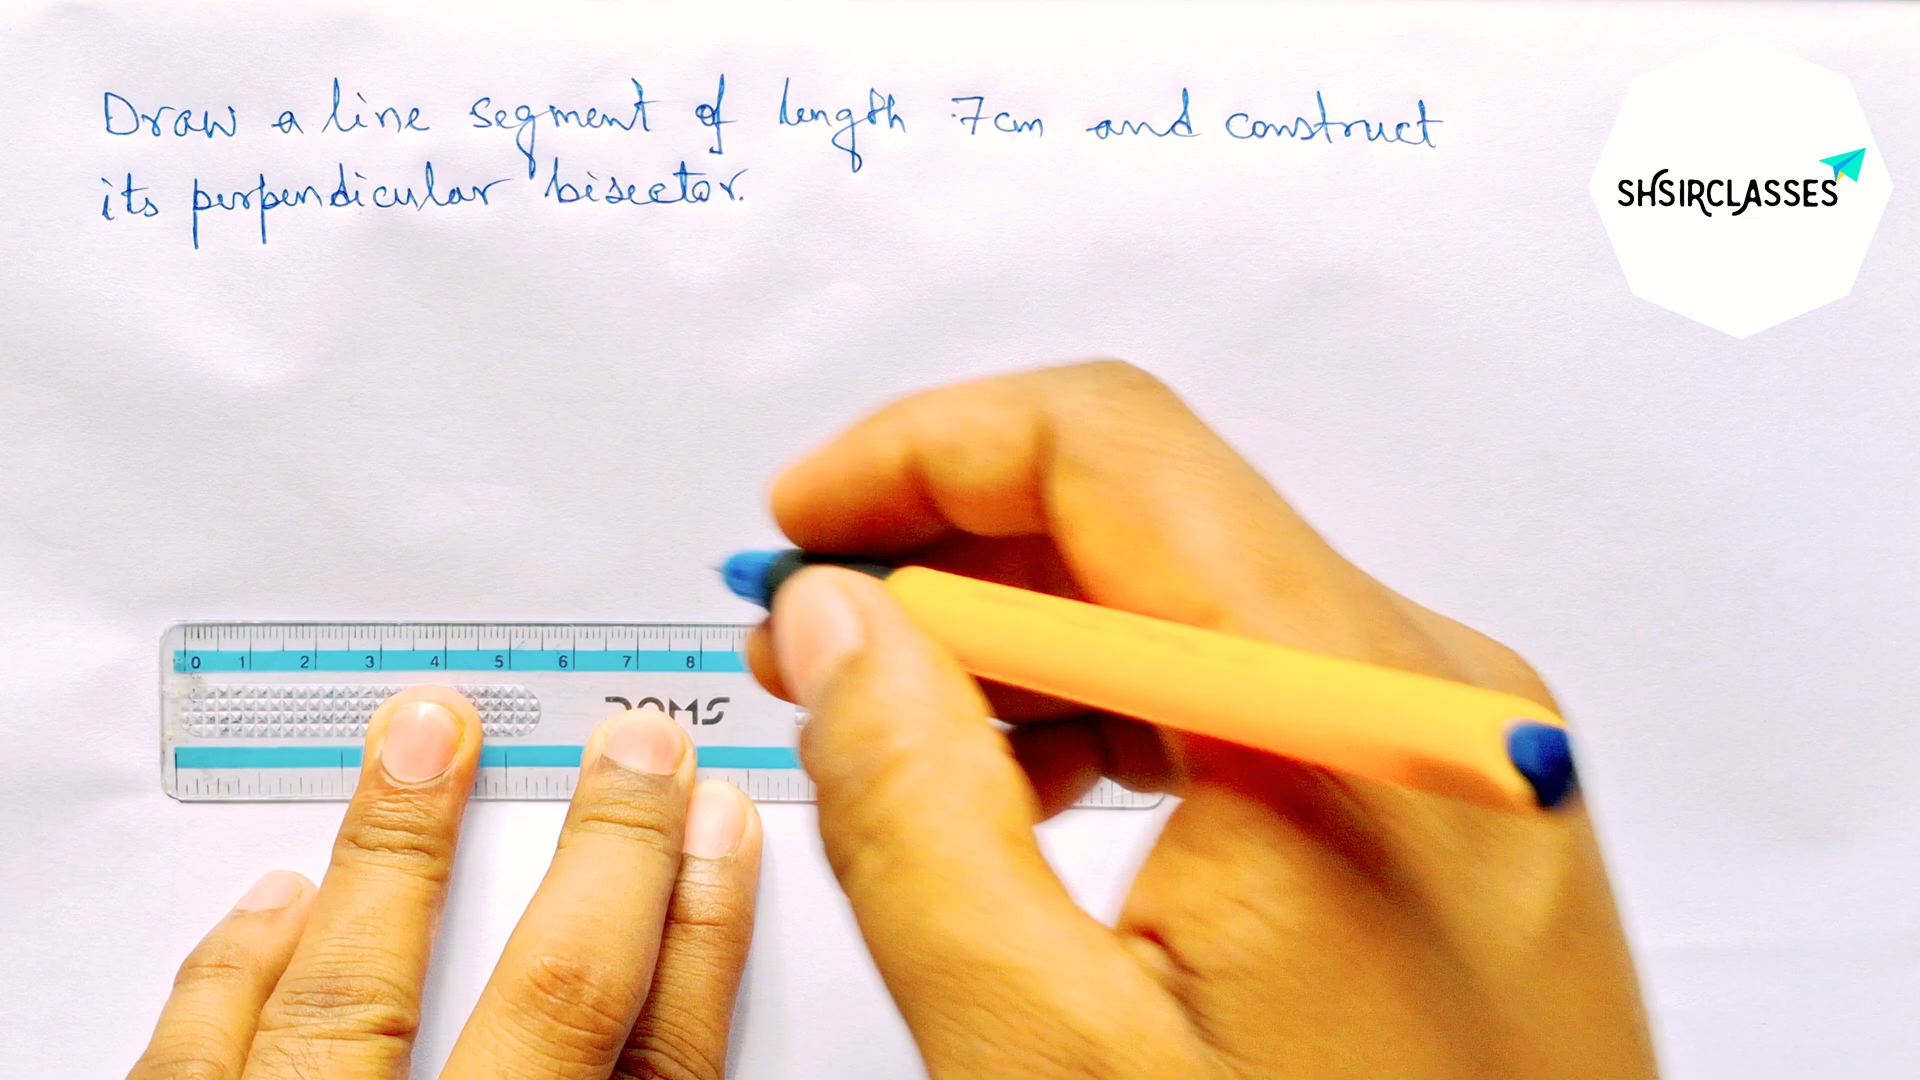 Draw a line segment of length 7cm and construct
its perpendicular bisector.
SHSIRCLASSES
0 1 2 3 4 5 6 7 8
DOMS